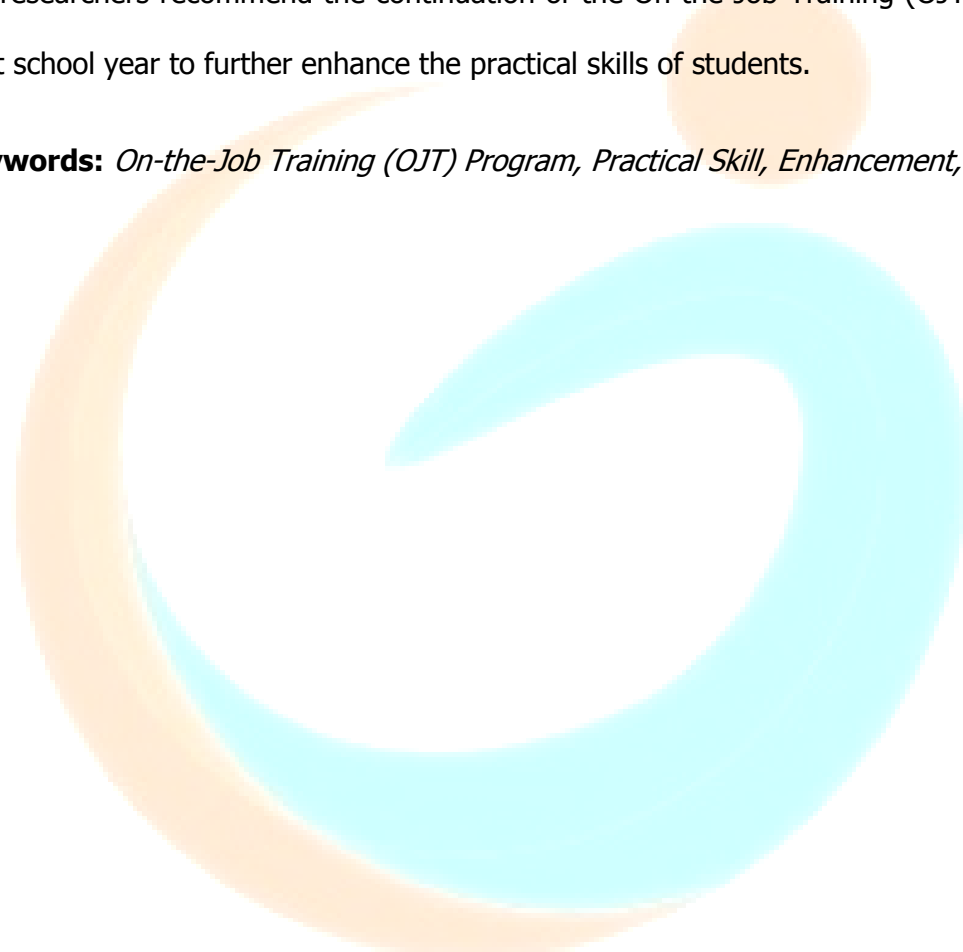 researchers recommend the continuation of the On-the-Job Training (OJT
school year to further enhance the practical skills of students.
words: On-the-Job Training (OJT) Program, Practical Skill, Enhancement,